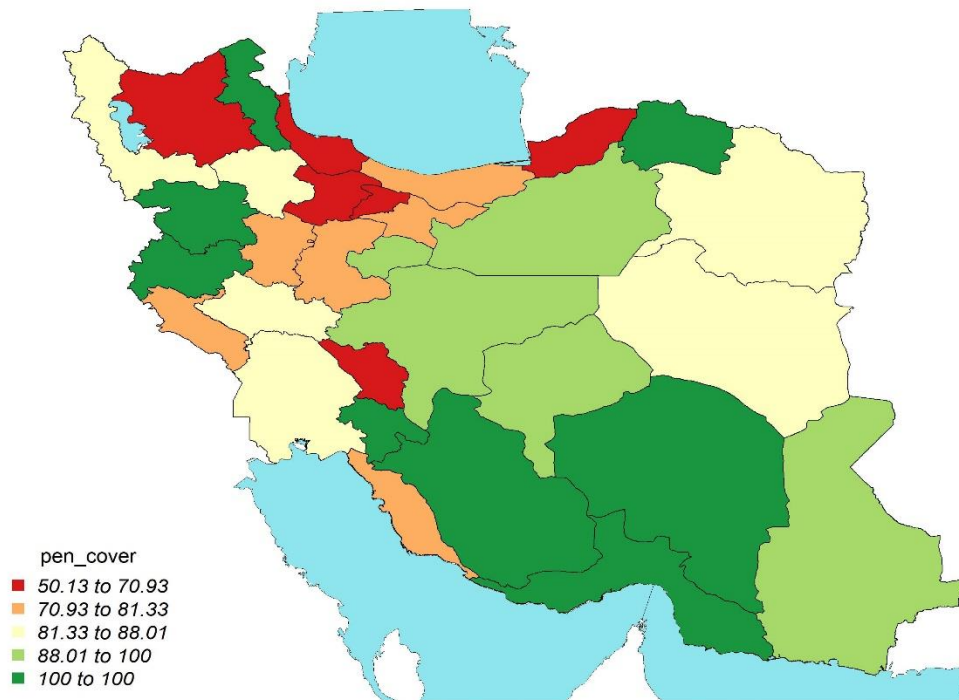 pen_cover
50.13 to 70.93
70.93 to 81.33
81.33 to 88.01
88.01 to 100
100 to 100